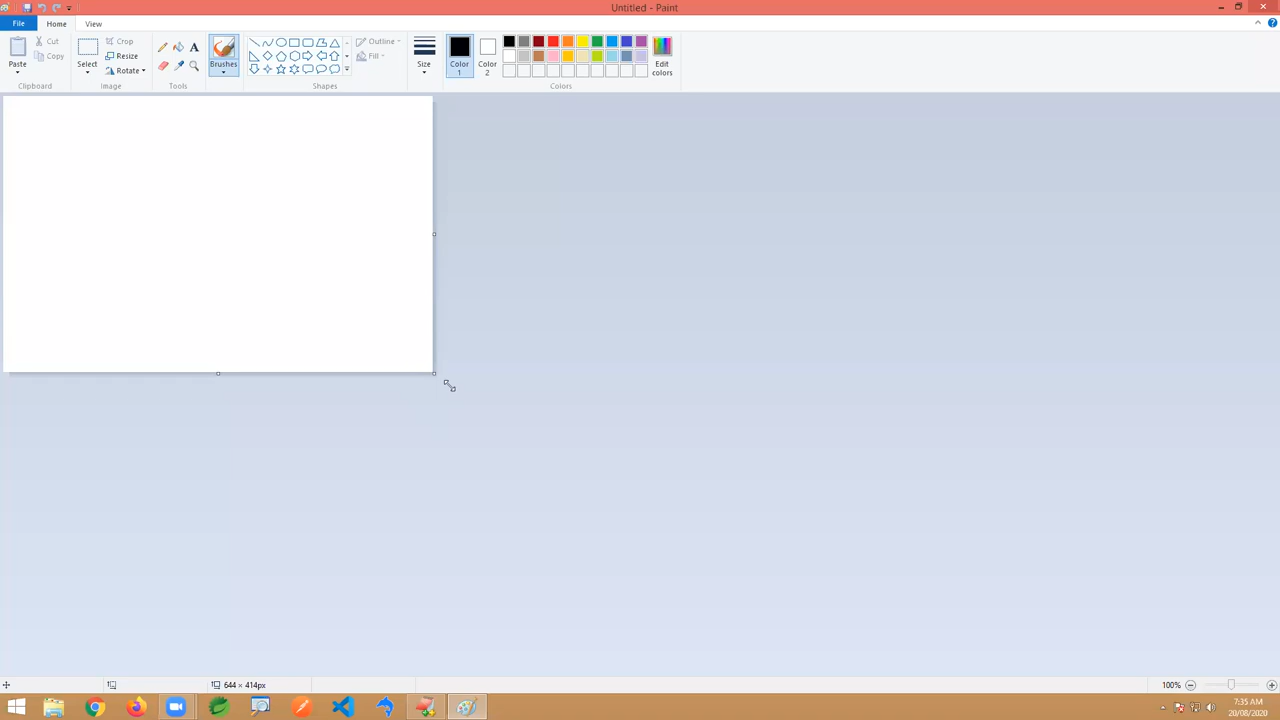 Untitled - Paint
File Home View
Paste
Cut
Copy
Clipboard
Select
Crop
Resize
Rotate
Image
Tools
Brushes
Outline
Fill
Shapes
Size
Color 1
Color 2
Edit colors
Colors
644 × 414px
100%
7:35 AM
20/08/2020